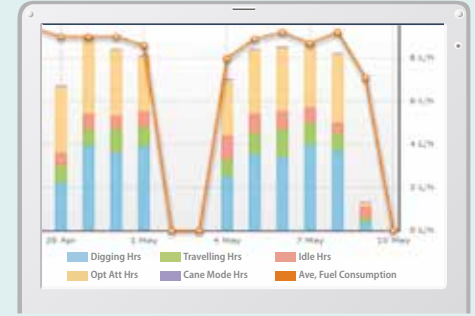 8 L/h
6 L/h
4 L/h
2 L/h
0 L/h
28 Apr
1 May
4 May
7 May
10 May
Digging Hrs
Travelling Hrs
Idle Hrs
Opt Att Hrs
Cane Mode Hrs
Ave, Fuel Consumption